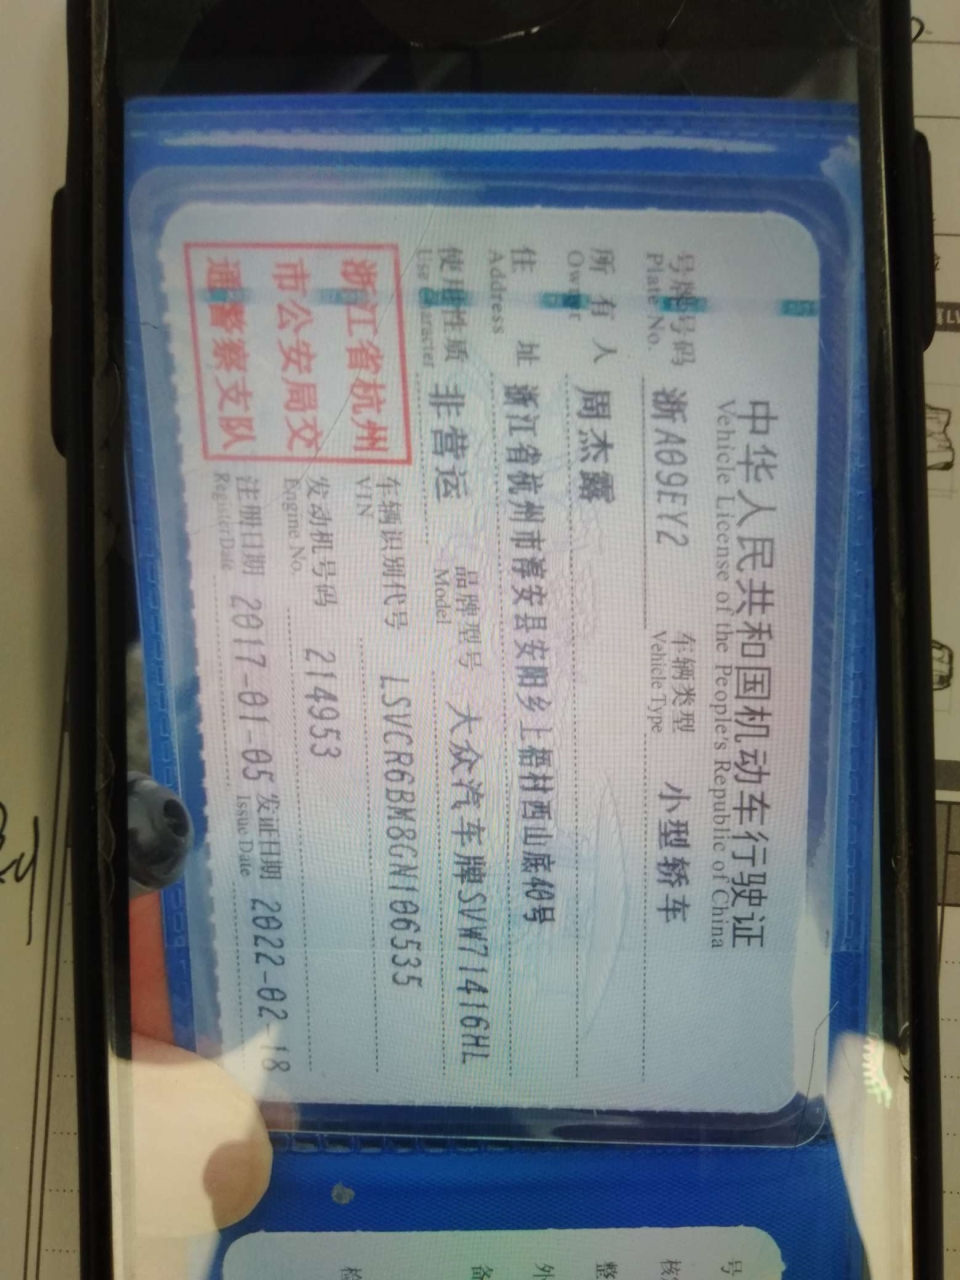 中华人民共和国机动车行驶证
Vehicle License of the People's Republic of China
号牌号码 浙A09EY2 车辆类型 小型轿车
Plate No. Vehicle Type
所有人 周杰露
Owner
住址 浙江省杭州市淳安县安阳乡上梧村西山底40号
Address
使用性质 非营运 品牌型号 大众汽车牌SVW71416HL
Use Character Model
浙江省杭州
市公安局交
通警察支队
车辆识别代号 LSVCR6BM8GN106535
VIN
发动机号码 214953
Engine No.
注册日期 2017-01-05 发证日期 2022-02-18
Register Date Issue Date
号
核
整
外
备
检